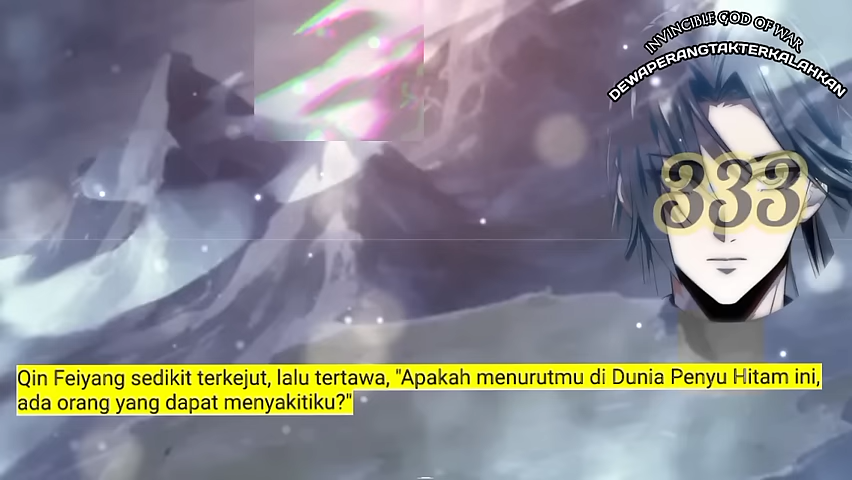 INVINCIBLE GOD OF WAR
DEWAPERANGTAKTERKALAHKAN
333
Qin Feiyang sedikit terkejut, lalu tertawa, "Apakah menurutmu di Dunia Penyu Hitam ini,
ada orang yang dapat menyakitiku?"